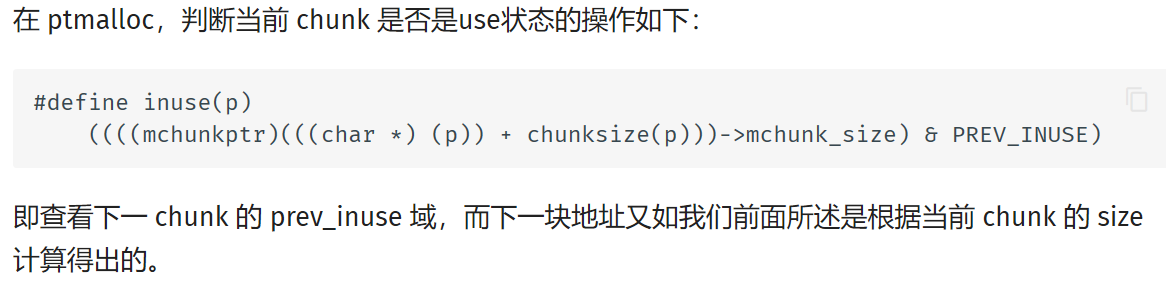 在 ptmalloc，判断当前 chunk 是否是use状态的操作如下：
#define inuse(p)
    ((((mchunkptr)(((char *) (p)) + chunksize(p)))->mchunk_size) & PREV_INUSE)
即查看下一 chunk 的 prev_inuse 域，而下一块地址又如我们前面所述是根据当前 chunk 的 size
计算得出的。